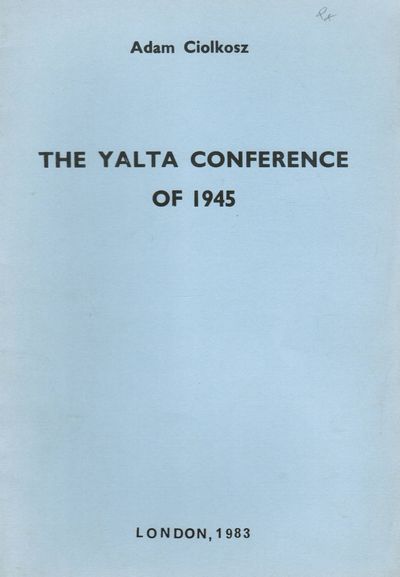 Adam Ciolkosz
THE YALTA CONFERENCE
OF 1945
LONDON, 1983